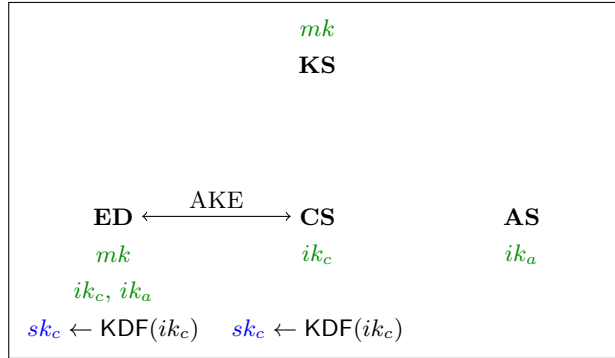 mk
KS
AKE
ED CS AS
mk ik_c ik_a
ik_c, ik_a
sk_c ← KDF(ik_c) sk_c ← KDF(ik_c)